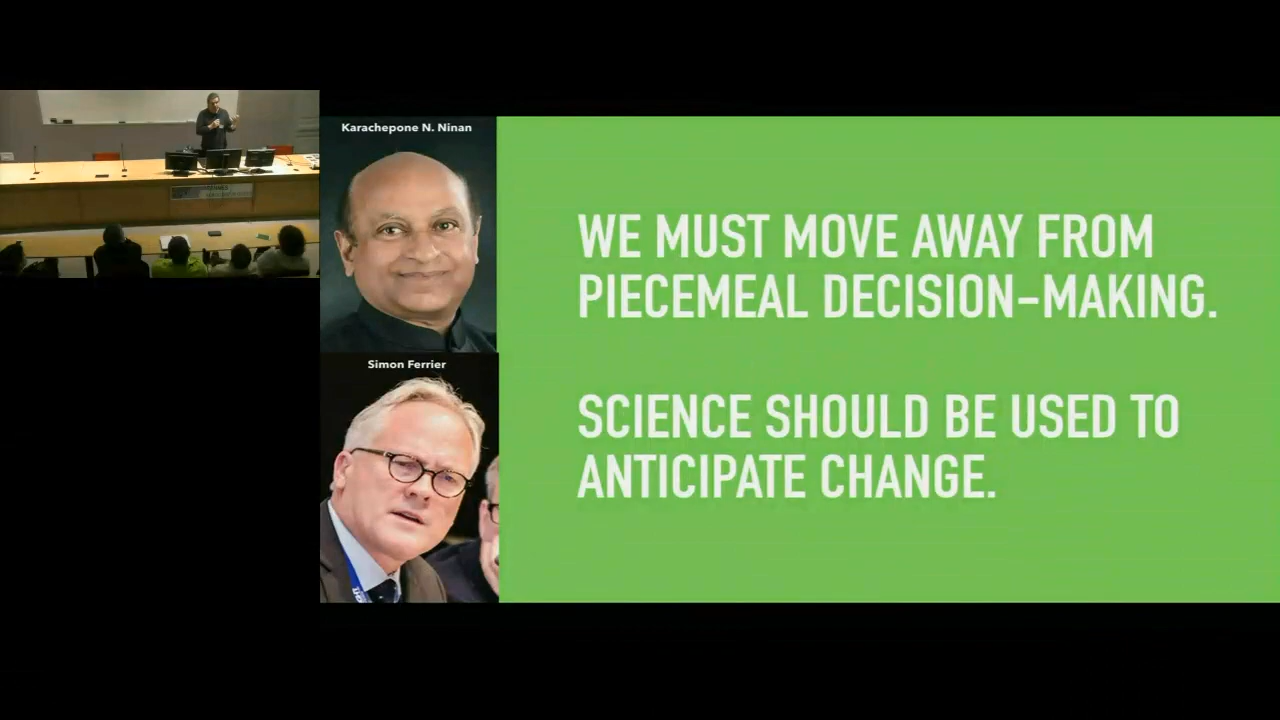 Karachepone N. Ninan
WE MUST MOVE AWAY FROM
PIECEMEAL DECISION-MAKING.
Simon Ferrier
SCIENCE SHOULD BE USED TO
ANTICIPATE CHANGE.